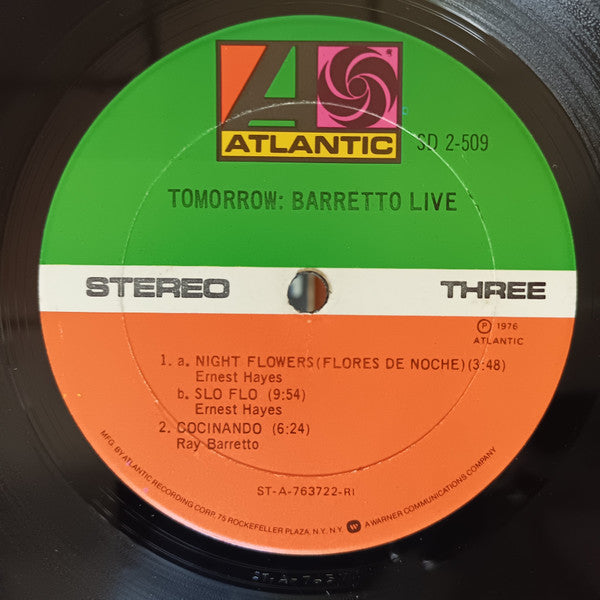 ATLANTIC
SD 2-509
TOMORROW: BARRETTO LIVE
STEREO
THREE
Ⓟ 1976
ATLANTIC
1. a. NIGHT FLOWERS (FLORES DE NOCHE) (3:48)
Ernest Hayes
b. SLO FLO (9:54)
Ernest Hayes
2. COCINANDO (6:24)
Ray Barretto
ST-A-763722-RI
MFG. BY ATLANTIC RECORDING CORP., 75 ROCKEFELLER PLAZA, N.Y. N.Y. A WARNER COMMUNICATIONS COMPANY